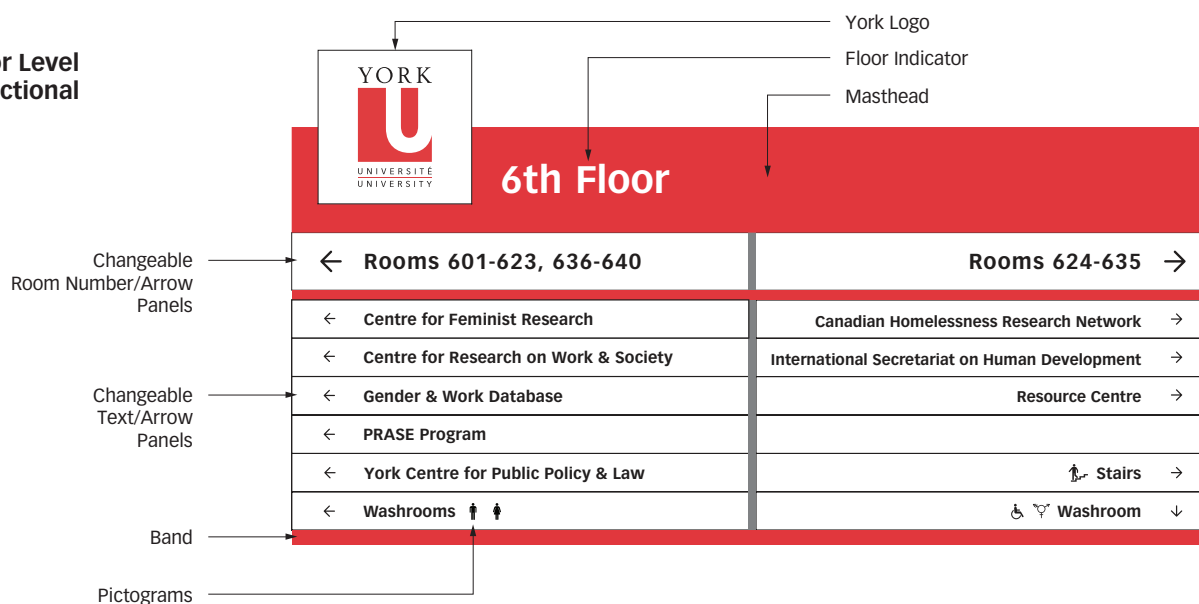 York Logo
Floor Indicator
Masthead
r Level
ctional
YORK
U
UNIVERSITÉ
UNIVERSITY
6th Floor
Changeable
Room Number/Arrow
Panels
← Rooms 601-623, 636-640
Rooms 624-635 →
← Centre for Feminist Research
Canadian Homelessness Research Network →
← Centre for Research on Work & Society
International Secretariat on Human Development →
Changeable
Text/Arrow
Panels
← Gender & Work Database
Resource Centre →
← PRASE Program
← York Centre for Public Policy & Law
Stairs →
← Washrooms
Washroom ↓
Band
Pictograms